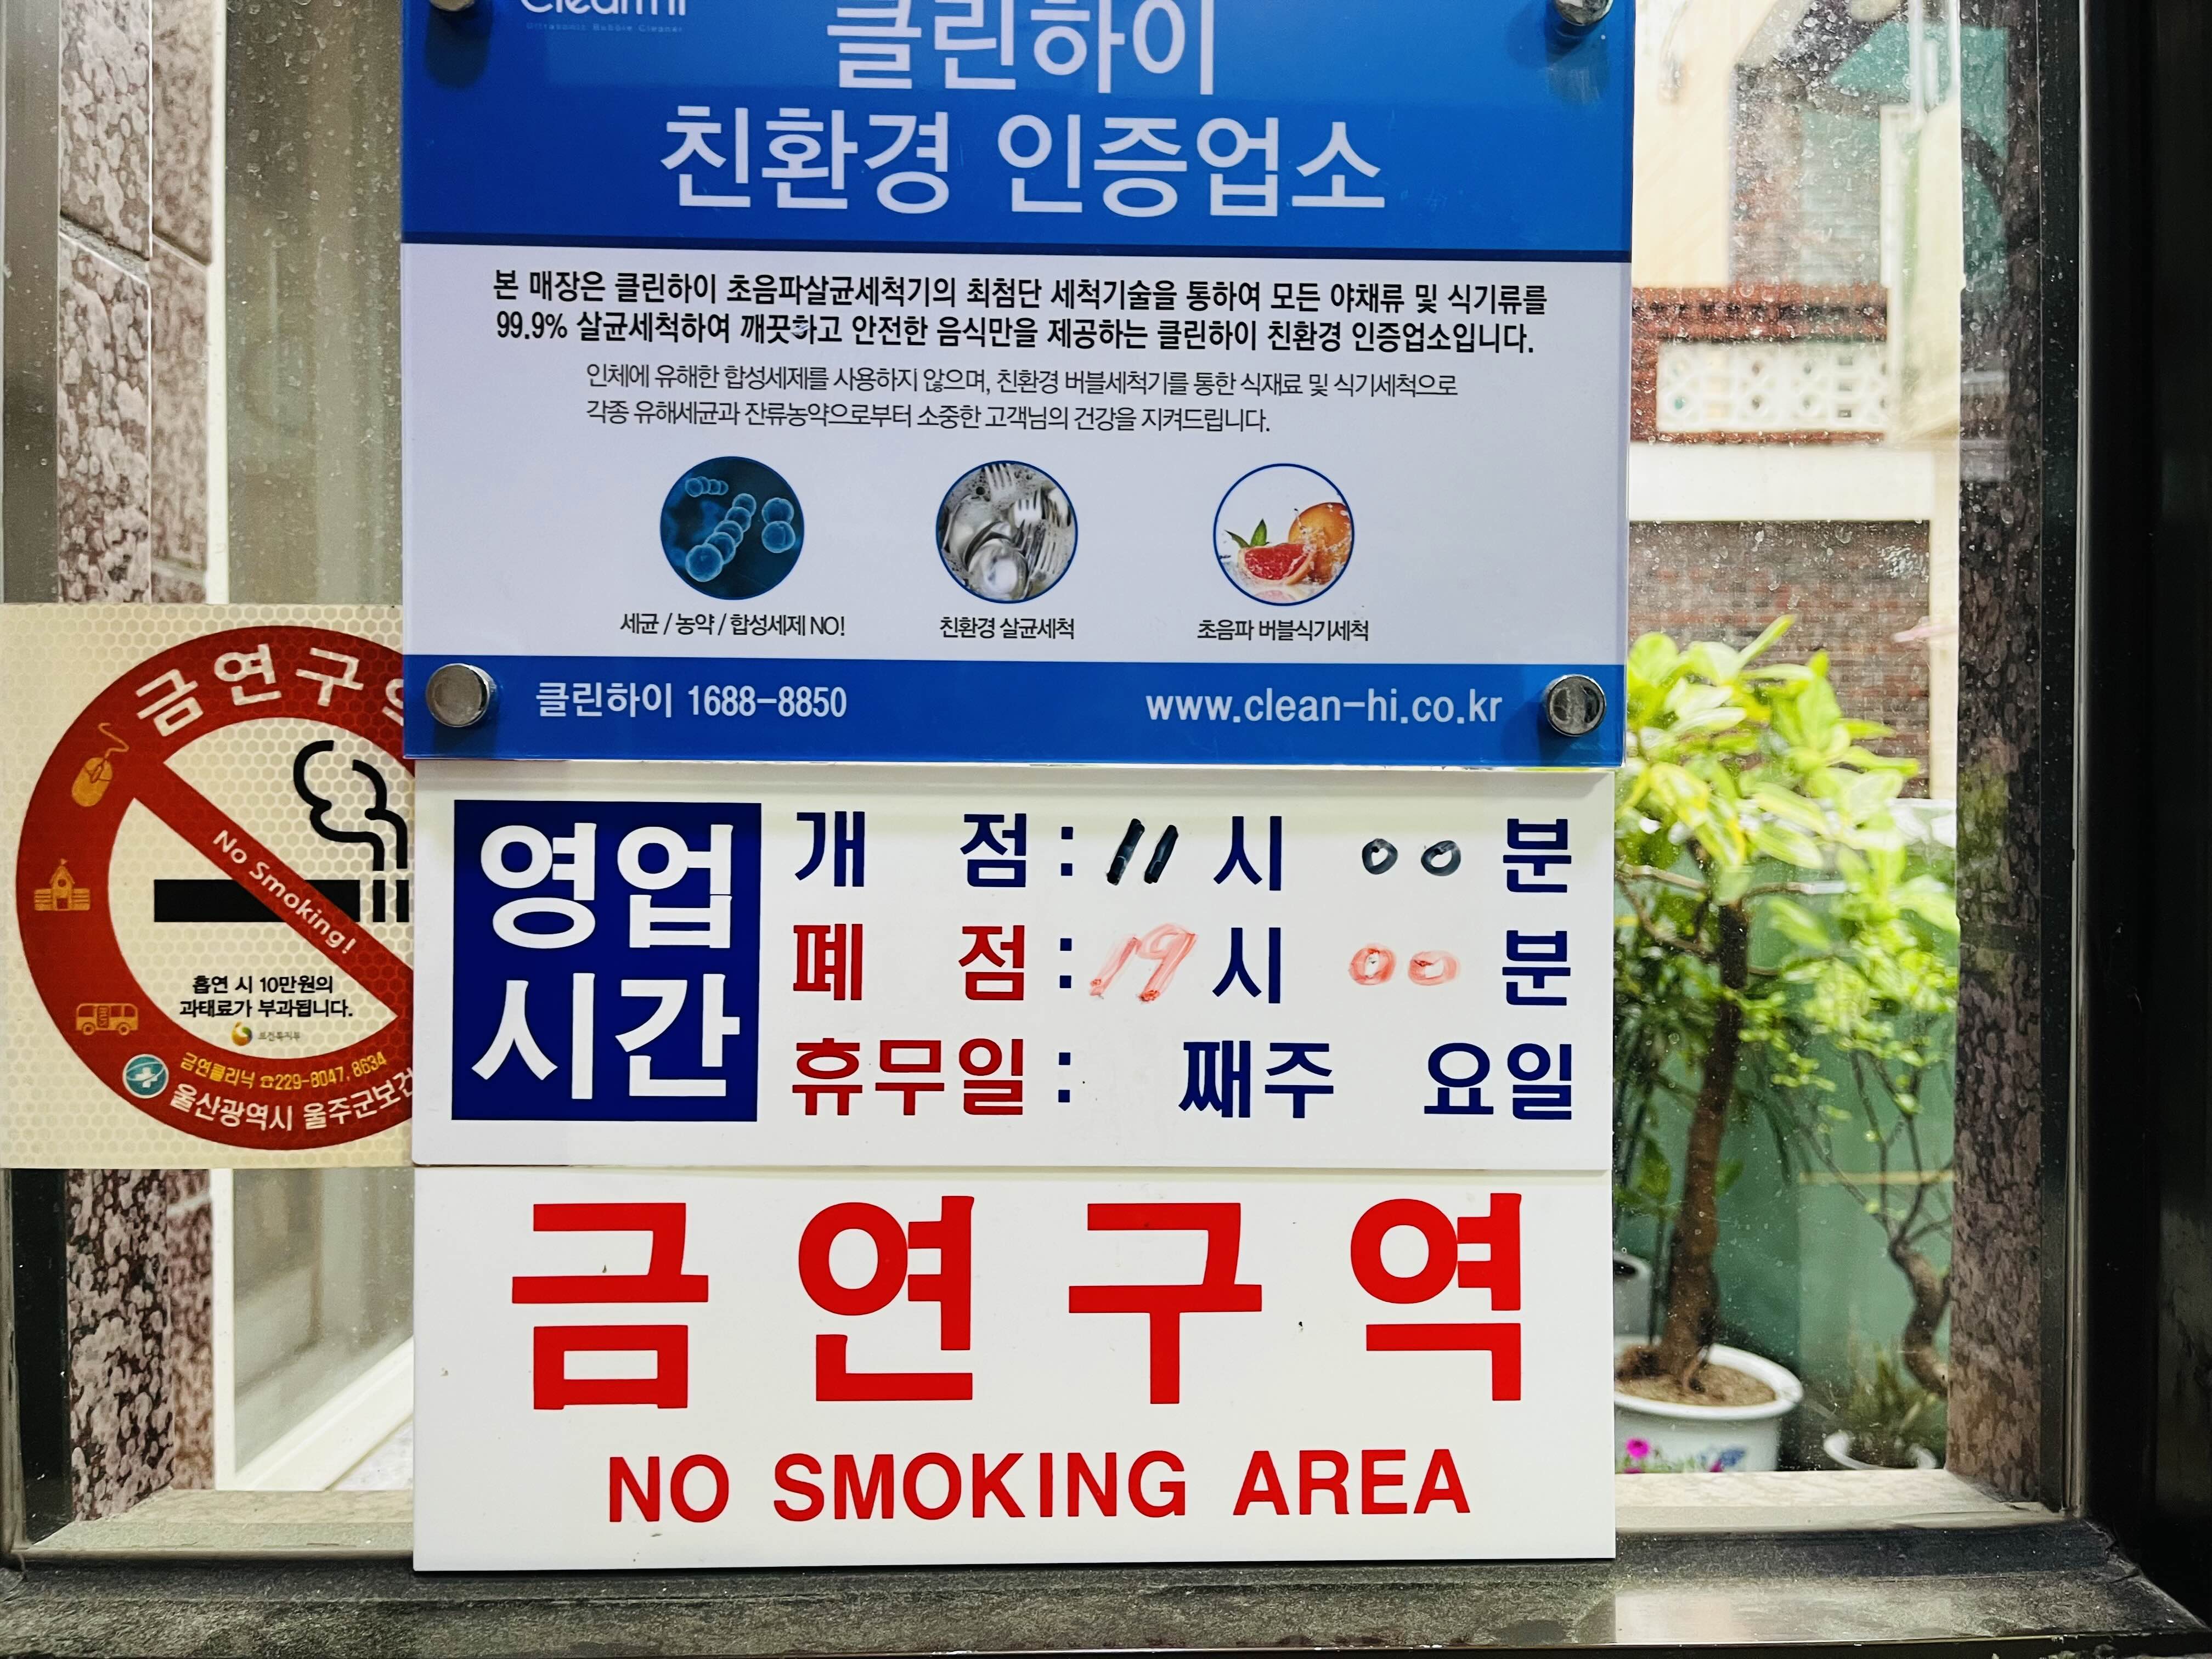 Ultrasonic Bubble Cleaner
클린하이
친환경 인증업소
본 매장은 클린하이 초음파살균세척기의 최첨단 세척기술을 통하여 모든 야채류 및 식기류를
99.9% 살균세척하여 깨끗하고 안전한 음식만을 제공하는 클린하이 친환경 인증업소입니다.
인체에 유해한 합성세제를 사용하지 않으며, 친환경 버블세척기를 통한 식재료 및 식기세척으로
각종 유해세균과 잔류농약으로부터 소중한 고객님의 건강을 지켜드립니다.
세균 / 농약 / 합성세제 NO!
친환경 살균세척
초음파 버블식기세척
클린하이 1688-8850
www.clean-hi.co.kr
금연구
No Smoking!
흡연 시 10만원의
과태료가 부과됩니다.
보건복지부
금연클리닉 ☎229-8047, 8634
울산광역시 울주군보건
영업
시간
개 점 : 11 시 00 분
폐 점 : 19 시 00 분
휴무일 : 째주 요일
금연구역
NO SMOKING AREA